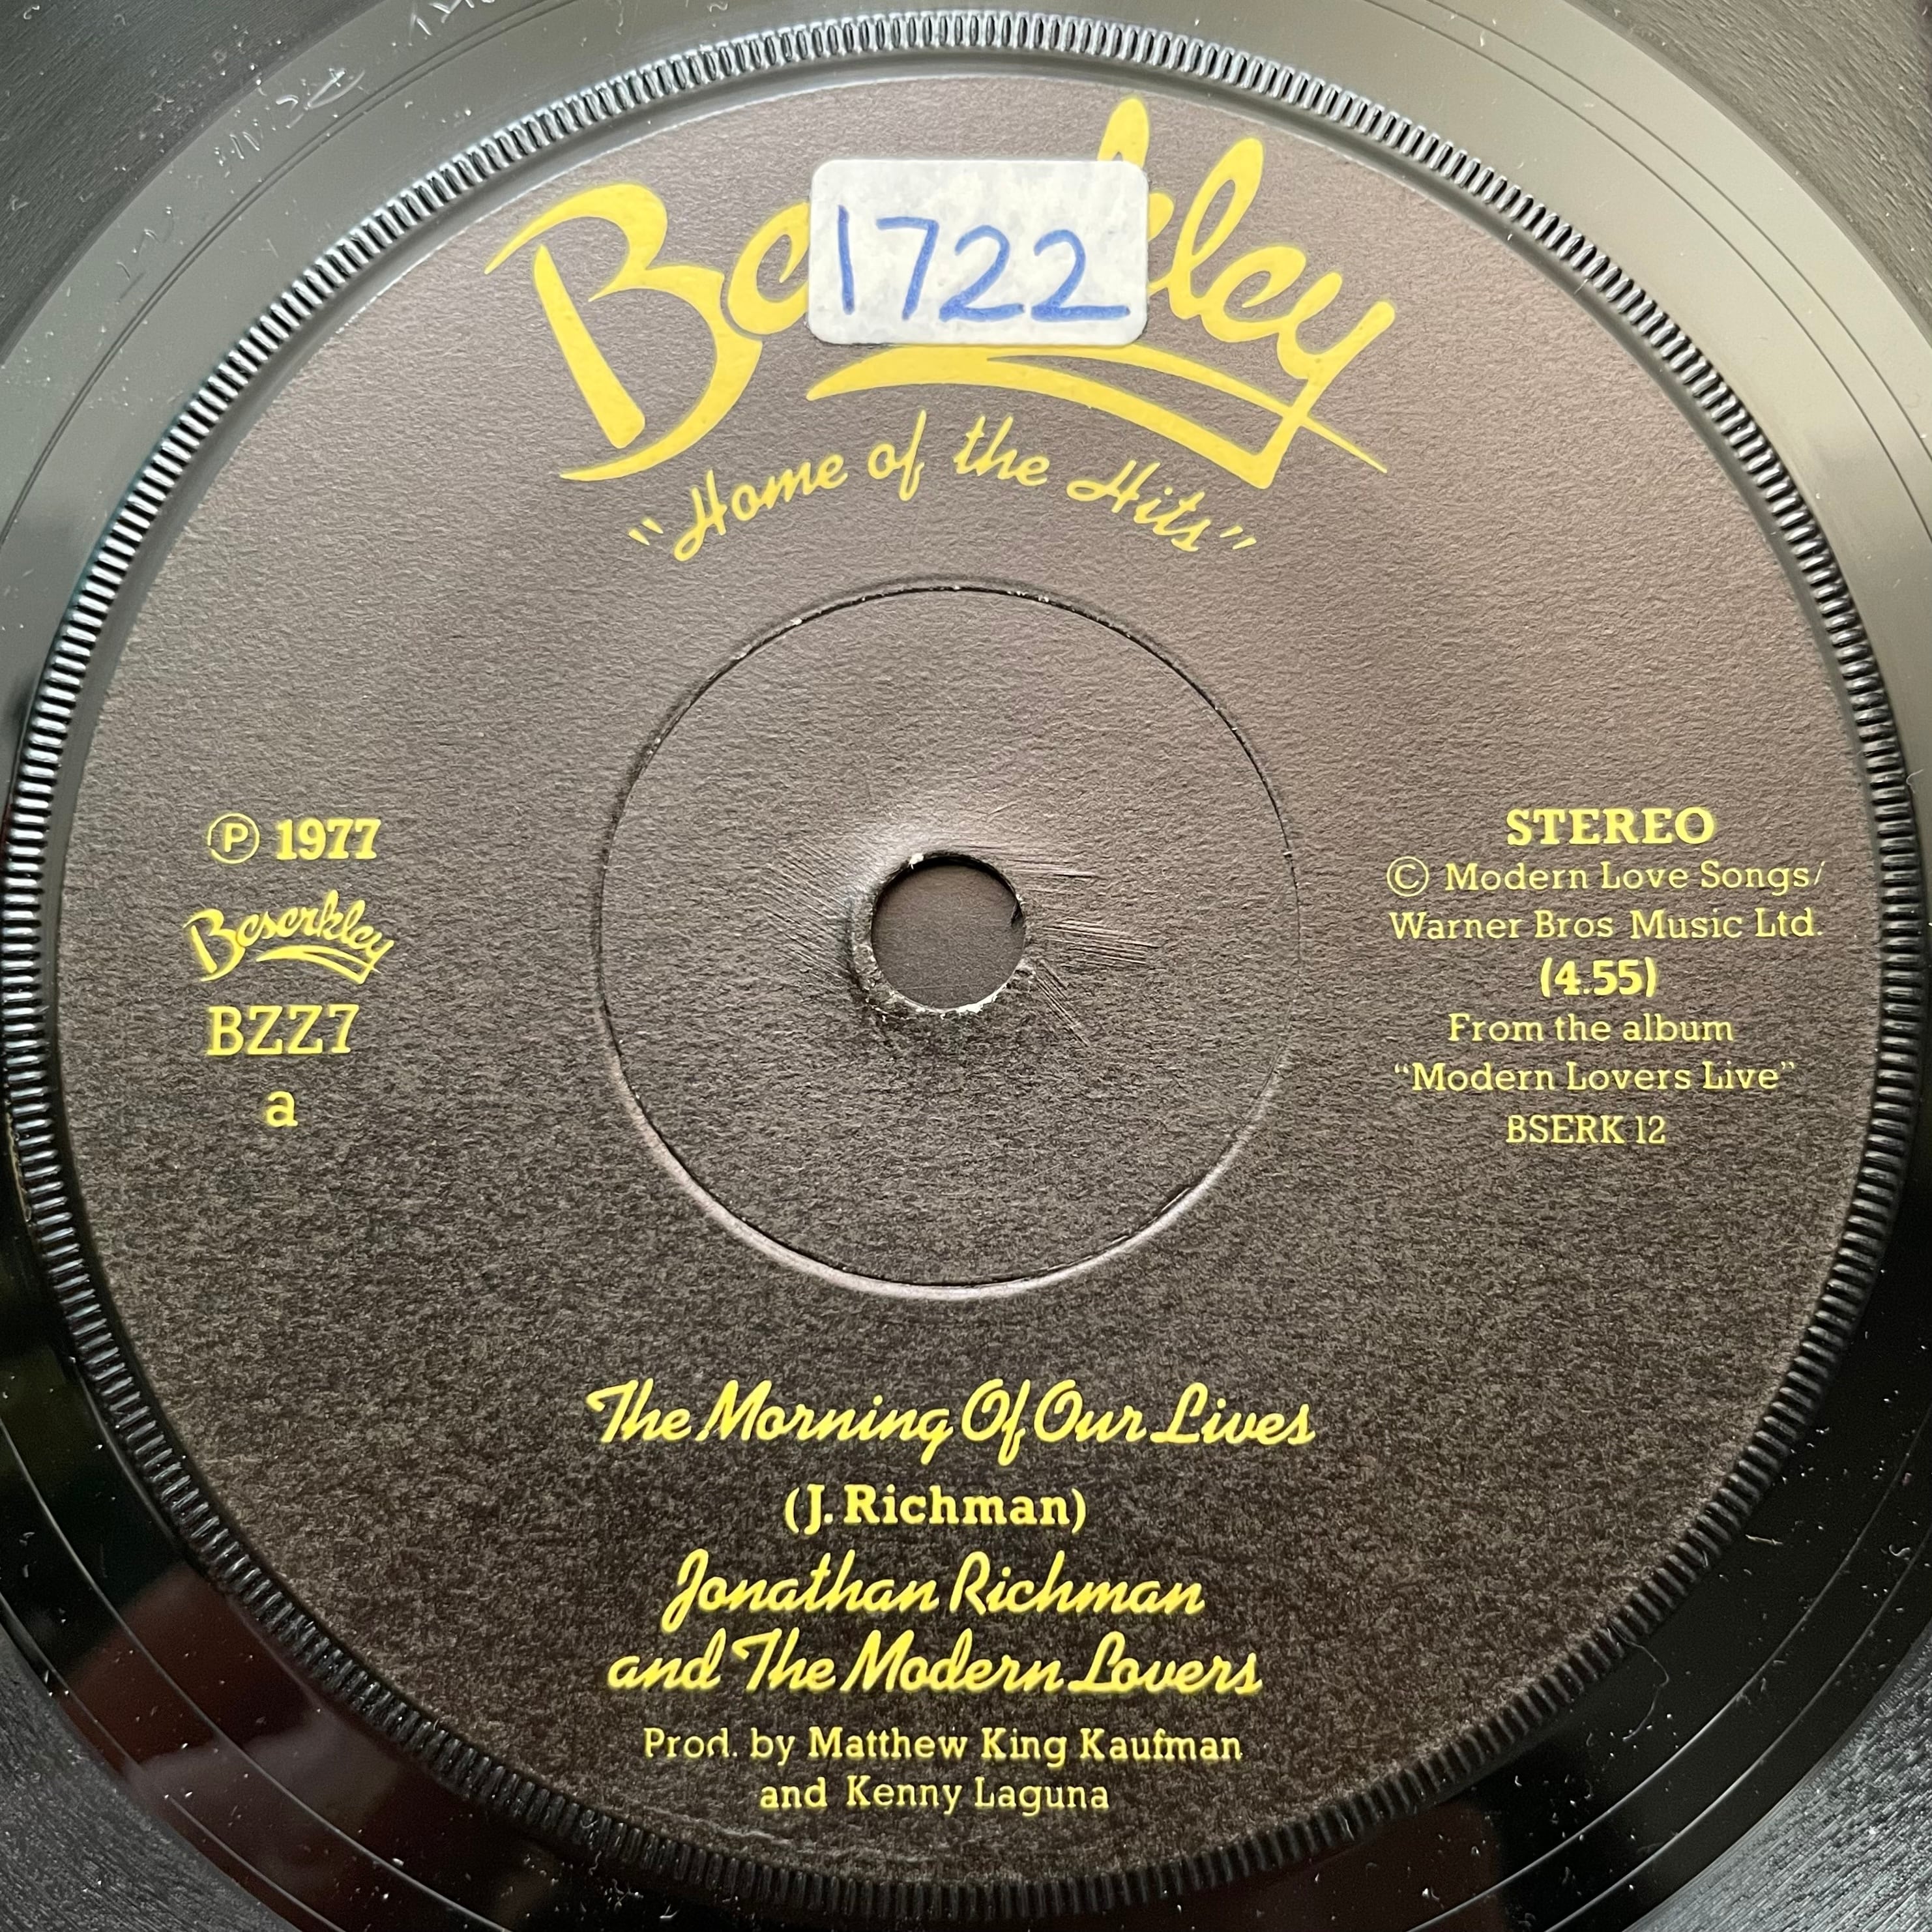 1722
"Home of the Hits"
Ⓟ 1977
Beserkley
BZZ7
a
STEREO
© Modern Love Songs/
Warner Bros Music Ltd.
(4.55)
From the album
"Modern Lovers Live"
BSERK 12
The Morning Of Our Lives
(J. Richman)
Jonathan Richman
and The Modern Lovers
Prod. by Matthew King Kaufman
and Kenny Laguna